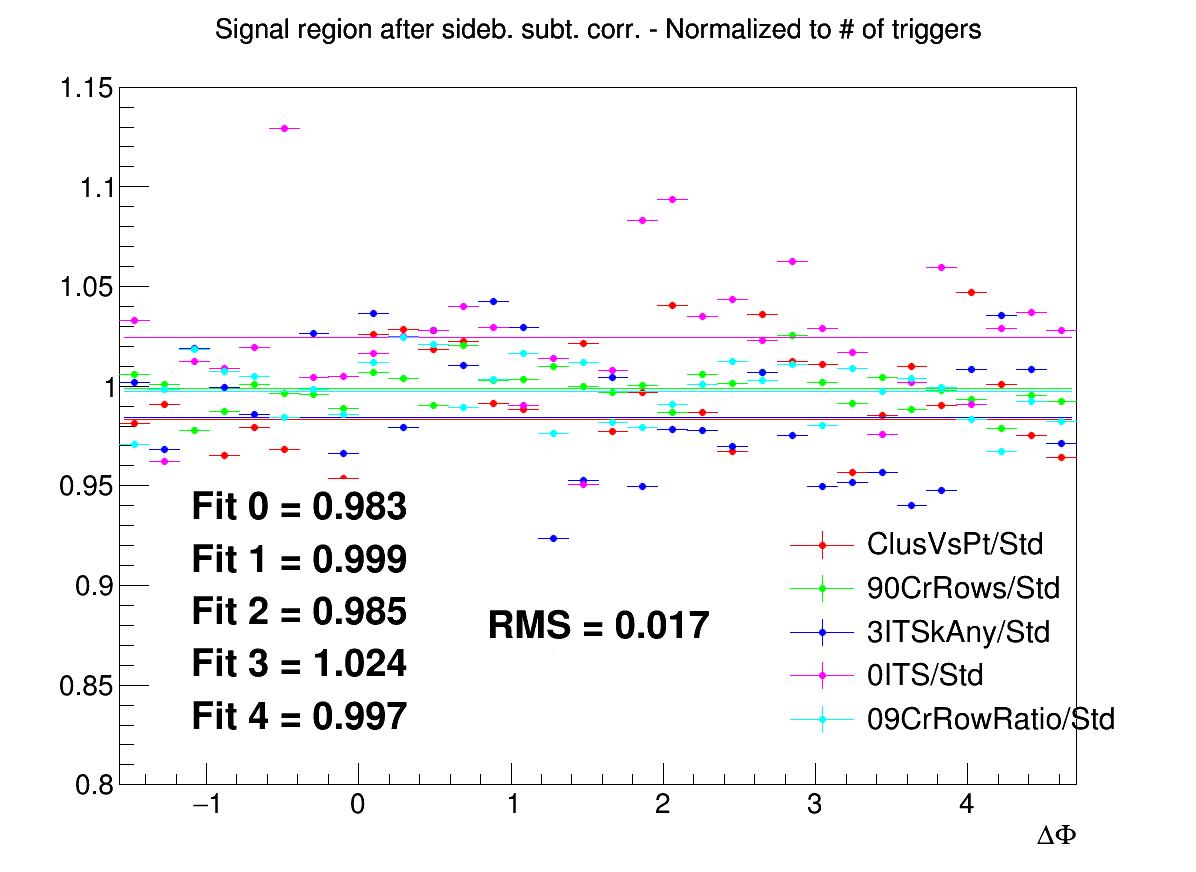 Signal region after sideb. subt. corr. - Normalized to # of triggers
1.15
1.1
1.05
1
0.95
0.9
0.85
0.8
Fit 0 = 0.983
Fit 1 = 0.999
Fit 2 = 0.985
Fit 3 = 1.024
Fit 4 = 0.997
RMS = 0.017
ClusVsPt/Std
90CrRows/Std
3ITSkAny/Std
0ITS/Std
09CrRowRatio/Std
−1 0 1 2 3 4
ΔΦ